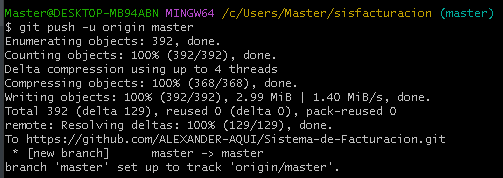 Master@DESKTOP-MB94ABN MINGW64 /c/Users/Master/sisfacturacion (master)
$ git push -u origin master
Enumerating objects: 392, done.
Counting objects: 100% (392/392), done.
Delta compression using up to 4 threads
Compressing objects: 100% (368/368), done.
Writing objects: 100% (392/392), 2.99 MiB | 1.40 MiB/s, done.
Total 392 (delta 129), reused 0 (delta 0), pack-reused 0
remote: Resolving deltas: 100% (129/129), done.
To https://github.com/ALEXANDER-AQUI/Sistema-de-Facturacion.git
 * [new branch]      master -> master
branch 'master' set up to track 'origin/master'.